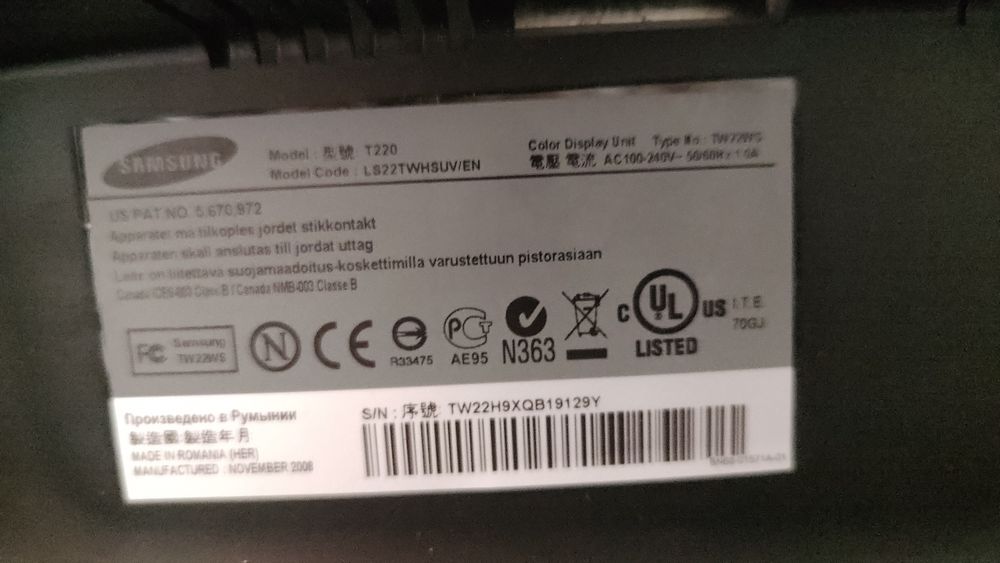 SAMSUNG
Model : 型號 T220
Model Code : LS22TWHSUV/EN
Color Display Unit Type No : TW22WS
電壓 電流 AC100-240V~ 50/60Hz 1.0A
US PAT NO. 5,670,972
Apparatet må tilkoples jordet stikkontakt
Apparaten skall anslutas till jordat uttag
Laite on liitettävä suojamaadoitus-koskettimilla varustettuun pistorasiaan
Canada ICES-003 Class B / Canada NMB-003 Classe B
FC Samsung
TW22WS
N
CE
R33475
PCT
AE95
N363
C UL US
LISTED
I.T.E.
70GJ
Произведено в Румынии
製造國 製造年月
MADE IN ROMANIA (HER)
MANUFACTURED : NOVEMBER 2008
S/N : 序號: TW22H9XQB19129Y